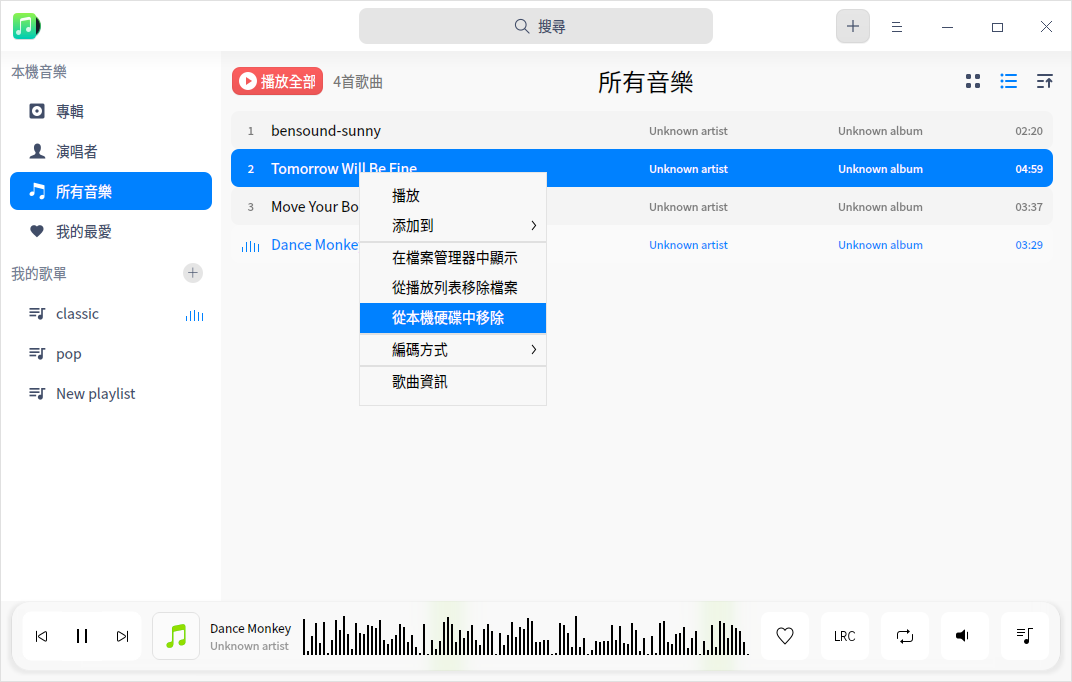 搜尋
本機音樂
專輯
演唱者
所有音樂
我的最愛
我的歌單
classic
pop
New playlist
播放全部 4首歌曲 所有音樂
1 bensound-sunny Unknown artist Unknown album 02:20
2 Tomorrow Will Be Fine Unknown artist Unknown album 04:59
3 Move Your Bo Unknown artist Unknown album 03:37
Dance Monke Unknown artist Unknown album 03:29
播放
添加到
在檔案管理器中顯示
從播放列表移除檔案
從本機硬碟中移除
編碼方式
歌曲資訊
Dance Monkey
Unknown artist
LRC